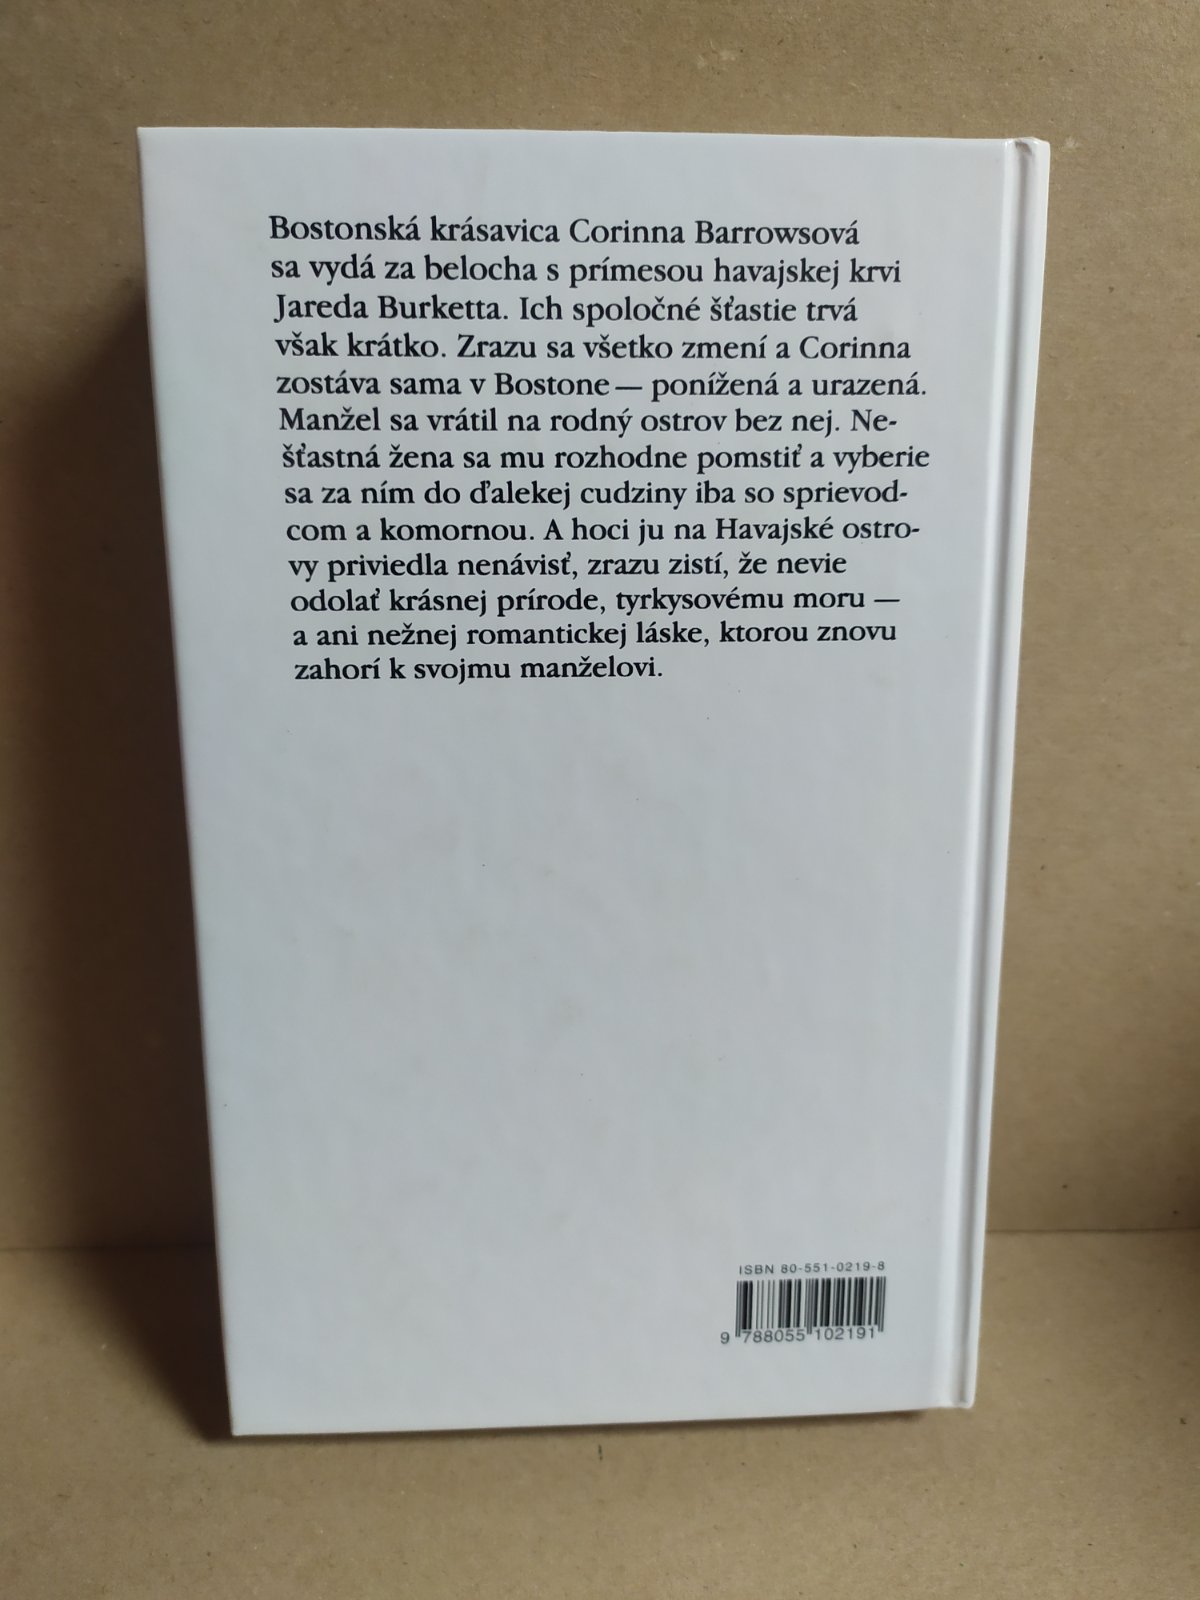 Bostonská krásavica Corinna Barrowsová
sa vydá za belocha s prímesou havajskej krvi
Jareda Burketta. Ich spoločné šťastie trvá
však krátko. Zrazu sa všetko zmení a Corinna
zostáva sama v Bostone — ponížená a urazená.
Manžel sa vrátil na rodný ostrov bez nej. Ne-
šťastná žena sa mu rozhodne pomstiť a vyberie
sa za ním do ďalekej cudziny iba so sprievod-
com a komornou. A hoci ju na Havajské ostro-
vy priviedla nenávisť, zrazu zistí, že nevie
odolať krásnej prírode, tyrkysovému moru —
a ani nežnej romantickej láske, ktorou znovu
zahorí k svojmu manželovi.
ISBN 80-551-0219-8
9 788055 102191